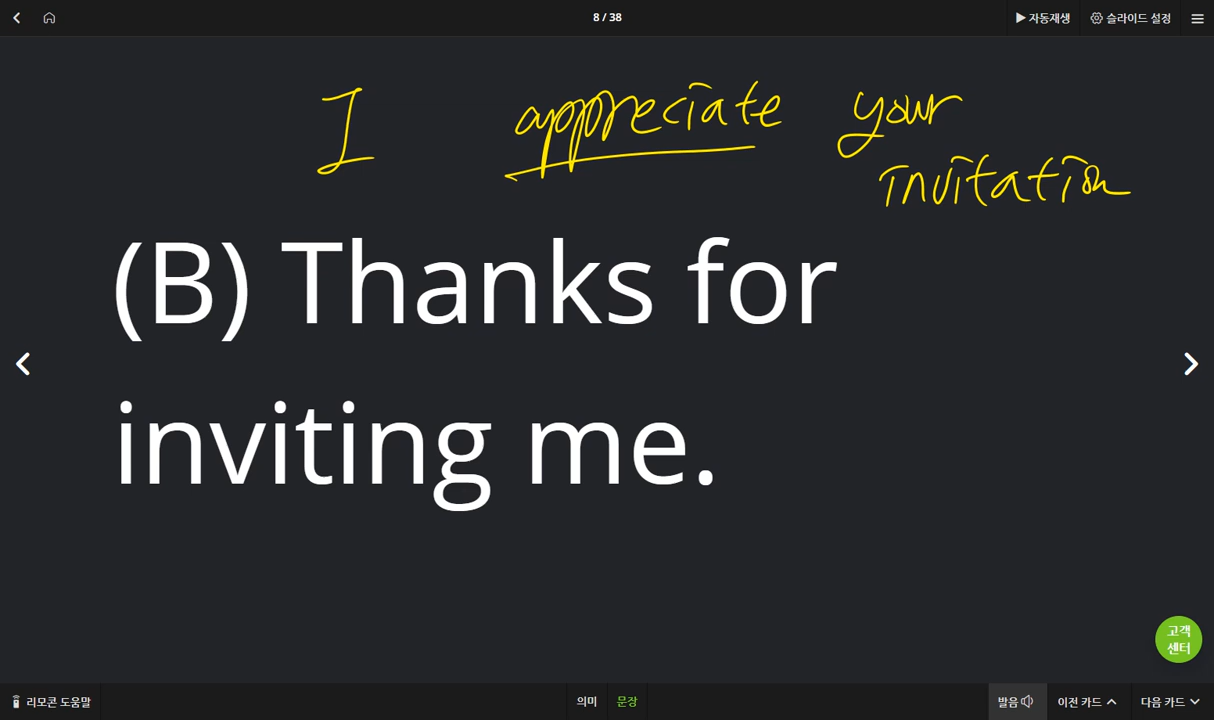 8 / 38
자동재생
슬라이드 설정
I appreciate your
invitation
(B) Thanks for
inviting me.
고객
센터
리모콘 도움말
의미
문장
발음
이전 카드
다음 카드